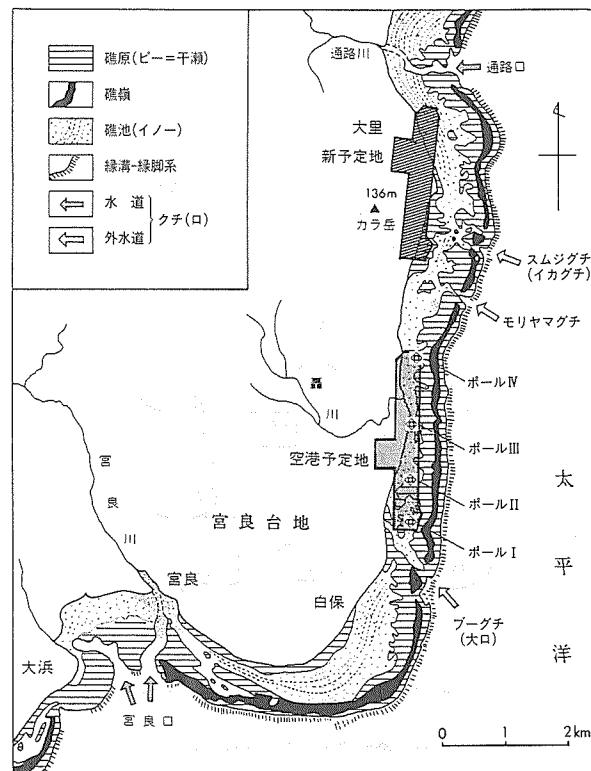 礁原(ピー=干瀬)
礁嶺
礁池(イノー)
縁溝-縁脚系
水道
外水道
クチ(口)
通路川
通路口
大里
新予定地
136m
カラ岳
スムジグチ
(イカグチ)
モリヤマグチ
ポールⅣ
川
ポールⅢ
空港予定地
宮良川
宮良台地
ポールⅡ
ポールⅠ
太平洋
宮良
白保
ブーグチ
(大口)
大浜
宮良口
0 1 2km